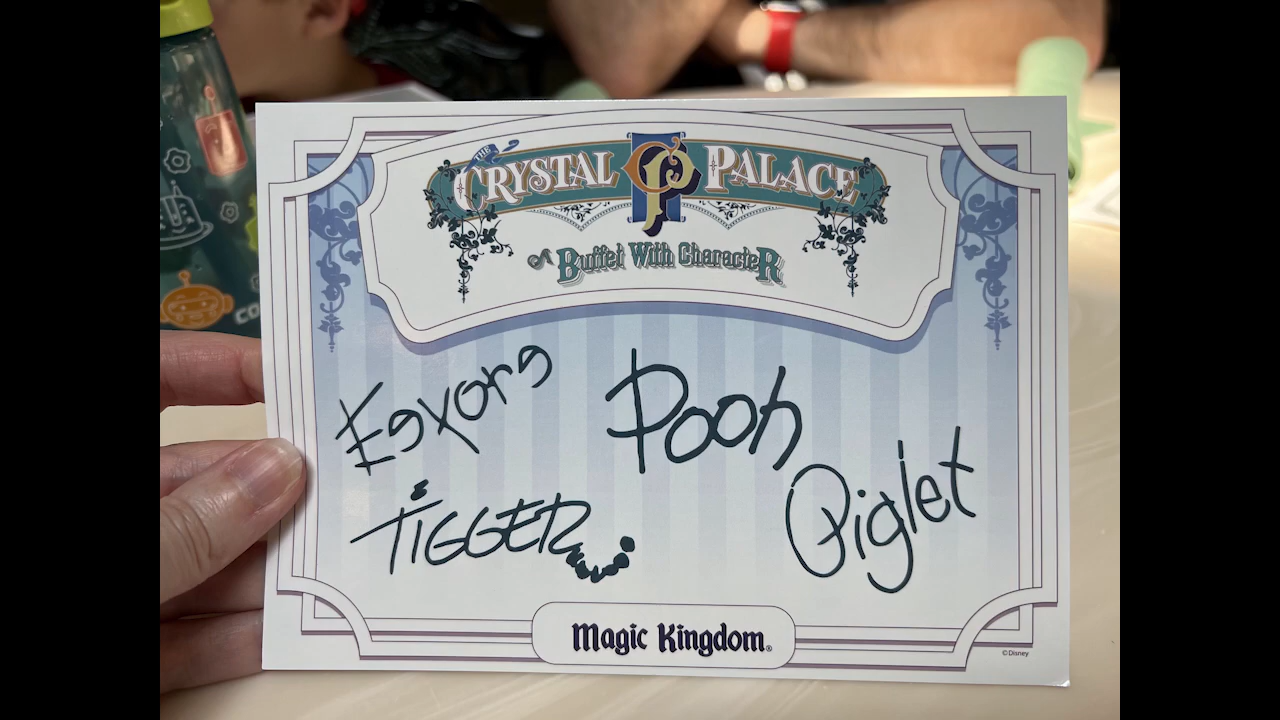 THE
CRYSTAL CP PALACE
A Buffet With Character
Eeyore
Pooh
TIGGER
Piglet
Magic Kingdom®
©Disney